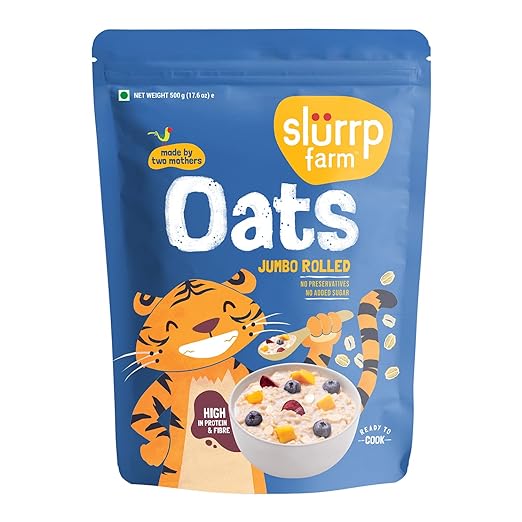 NET WEIGHT 500 g (17.6 oz) e
slürrp
farm
made by
two mothers
Oats
JUMBO ROLLED
NO PRESERVATIVES
NO ADDED SUGAR
HIGH
IN PROTEIN
& FIBRE
READY TO
COOK